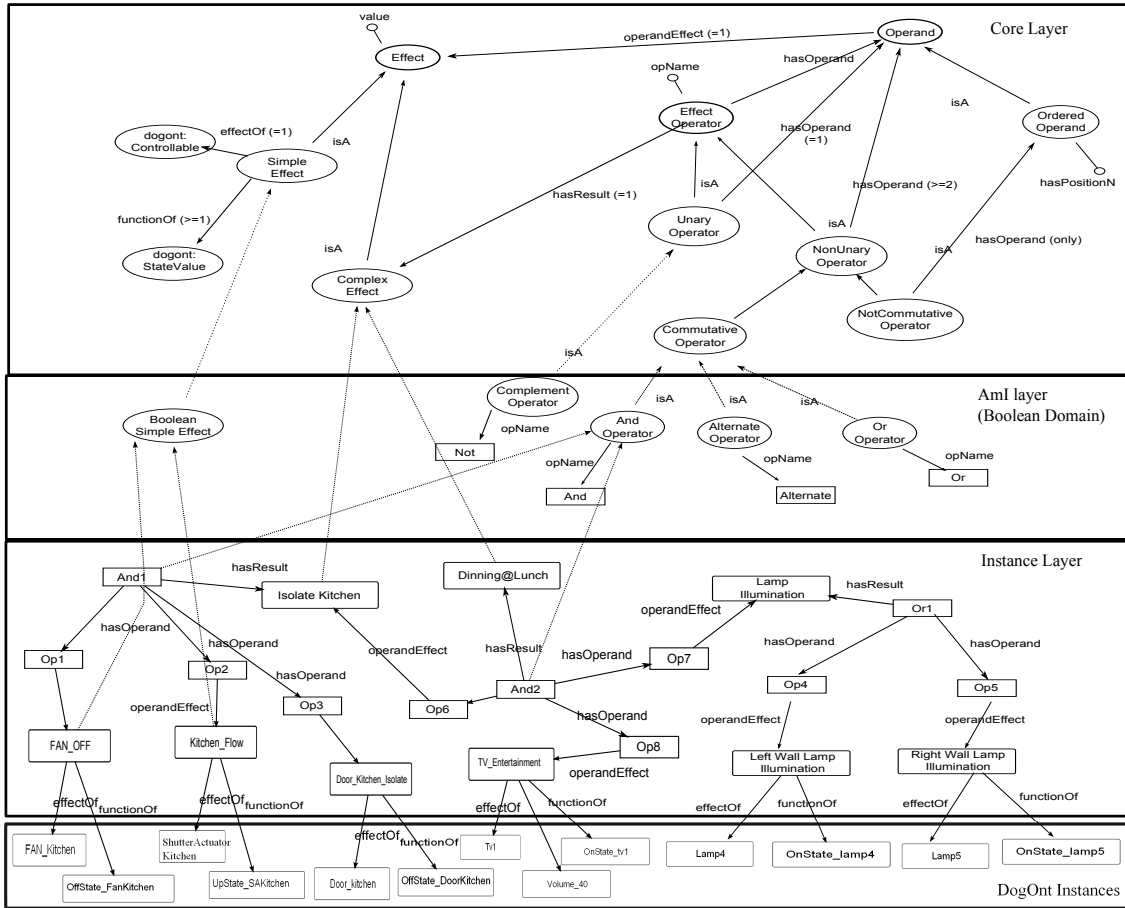 value
Core Layer
operandEffect (=1)
Operand
Effect
opName
hasOperand
isA
Effect
Operator
Ordered
Operand
dogont:
Controllable
effectOf (=1)
isA
hasOperand
(=1)
Simple
Effect
hasPositionN
isA
hasResult (=1)
hasOperand (>=2)
functionOf (>=1)
Unary
Operator
isA
hasOperand (only)
isA
isA
dogont:
StateValue
NonUnary
Operator
Complex
Effect
NotCommutative
Operator
Commutative
Operator
isA
AmI layer
(Boolean Domain)
Complement
Operator
isA
isA
isA
Boolean
Simple Effect
opName
And
Operator
Alternate
Operator
Or
Operator
Not
opName
opName
opName
And
Alternate
Or
Instance Layer
hasResult
And1
Isolate Kitchen
Dinning@Lunch
Lamp
Illumination
hasResult
Or1
operandEffect
hasOperand
hasOperand
hasOperand
hasOperand
hasOperand
operandEffect
hasResult
hasOperand
Op1
Op2
Op7
Op3
Op6
And2
Op4
Op5
operandEffect
hasOperand
operandEffect
operandEffect
FAN_OFF
Kitchen_Flow
Op8
Door_Kitchen_Isolate
TV_Entertainment
operandEffect
Left Wall Lamp
Illumination
Right Wall Lamp
Illumination
effectOf
functionOf
effectOf
functionOf
effectOf
functionOf
effectOf
functionOf
effectOf
functionOf
effectOf
functionOf
FAN_Kitchen
ShutterActuator
Kitchen
Tv1
OnState_tv1
Lamp4
OnState_lamp4
Lamp5
OnState_lamp5
OffState_FanKitchen
UpState_SAKitchen
Door_kitchen
OffState_DoorKitchen
Volume_40
DogOnt Instances